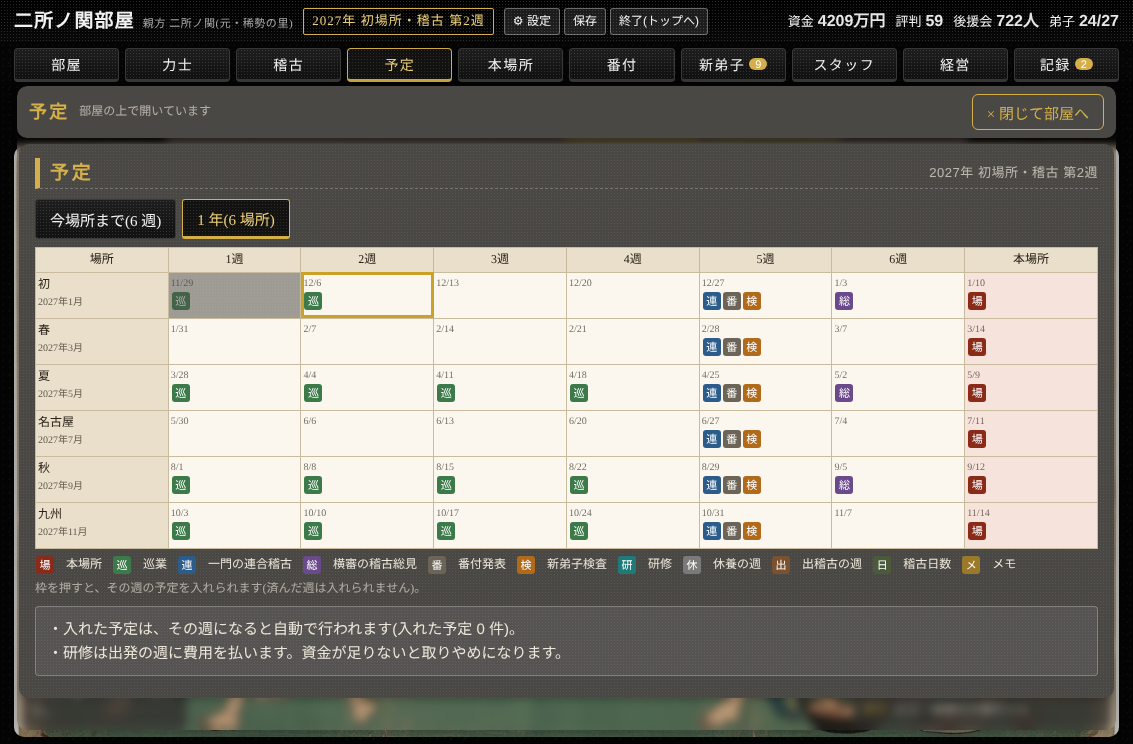 二所ノ関部屋 親方 二所ノ関(元・稀勢の里) 2027年 初場所・稽古 第2週 ⚙ 設定 保存 終了(トップへ) 資金 4209万円 評判 59 後援会 722人 弟子 24/27
部屋 力士 稽古 予定 本場所 番付 新弟子 9 スタッフ 経営 記録 2
予定 部屋の上で開いています × 閉じて部屋へ
予定 2027年 初場所・稽古 第2週
今場所まで(6 週) 1 年(6 場所)
場所 1週 2週 3週 4週 5週 6週 本場所
初 11/29 12/6 12/13 12/20 12/27 1/3 1/10
2027年1月 巡 巡 連 番 検 総 場
春 1/31 2/7 2/14 2/21 2/28 3/7 3/14
2027年3月 連 番 検 場
夏 3/28 4/4 4/11 4/18 4/25 5/2 5/9
2027年5月 巡 巡 巡 巡 連 番 検 総 場
名古屋 5/30 6/6 6/13 6/20 6/27 7/4 7/11
2027年7月 連 番 検 場
秋 8/1 8/8 8/15 8/22 8/29 9/5 9/12
2027年9月 巡 巡 巡 巡 連 番 検 総 場
九州 10/3 10/10 10/17 10/24 10/31 11/7 11/14
2027年11月 巡 巡 巡 巡 連 番 検 場
場 本場所 巡 巡業 連 一門の連合稽古 総 横審の稽古総見 番 番付発表 検 新弟子検査 研 研修 休 休養の週 出 出稽古の週 日 稽古日数 メ メモ
枠を押すと、その週の予定を入れられます(済んだ週は入れられません)。
・入れた予定は、その週になると自動で行われます(入れた予定 0 件)。
・研修は出発の週に費用を払います。資金が足りないと取りやめになります。